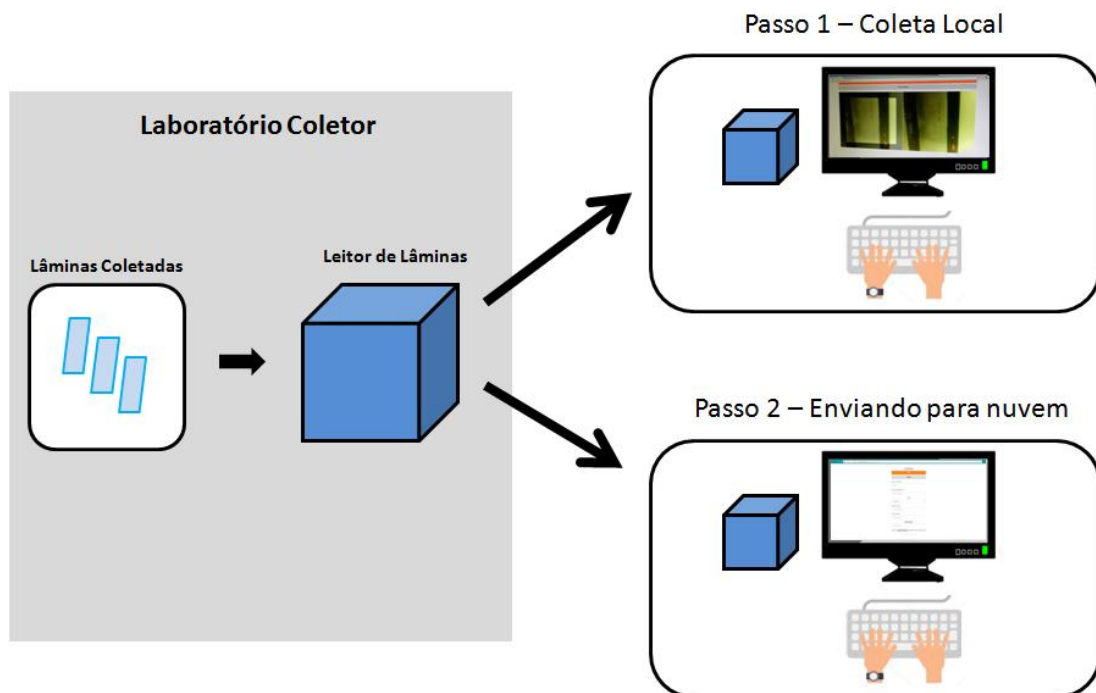 Passo 1 – Coleta Local
Laboratório Coletor
Lâminas Coletadas
Leitor de Lâminas
Passo 2 – Enviando para nuvem